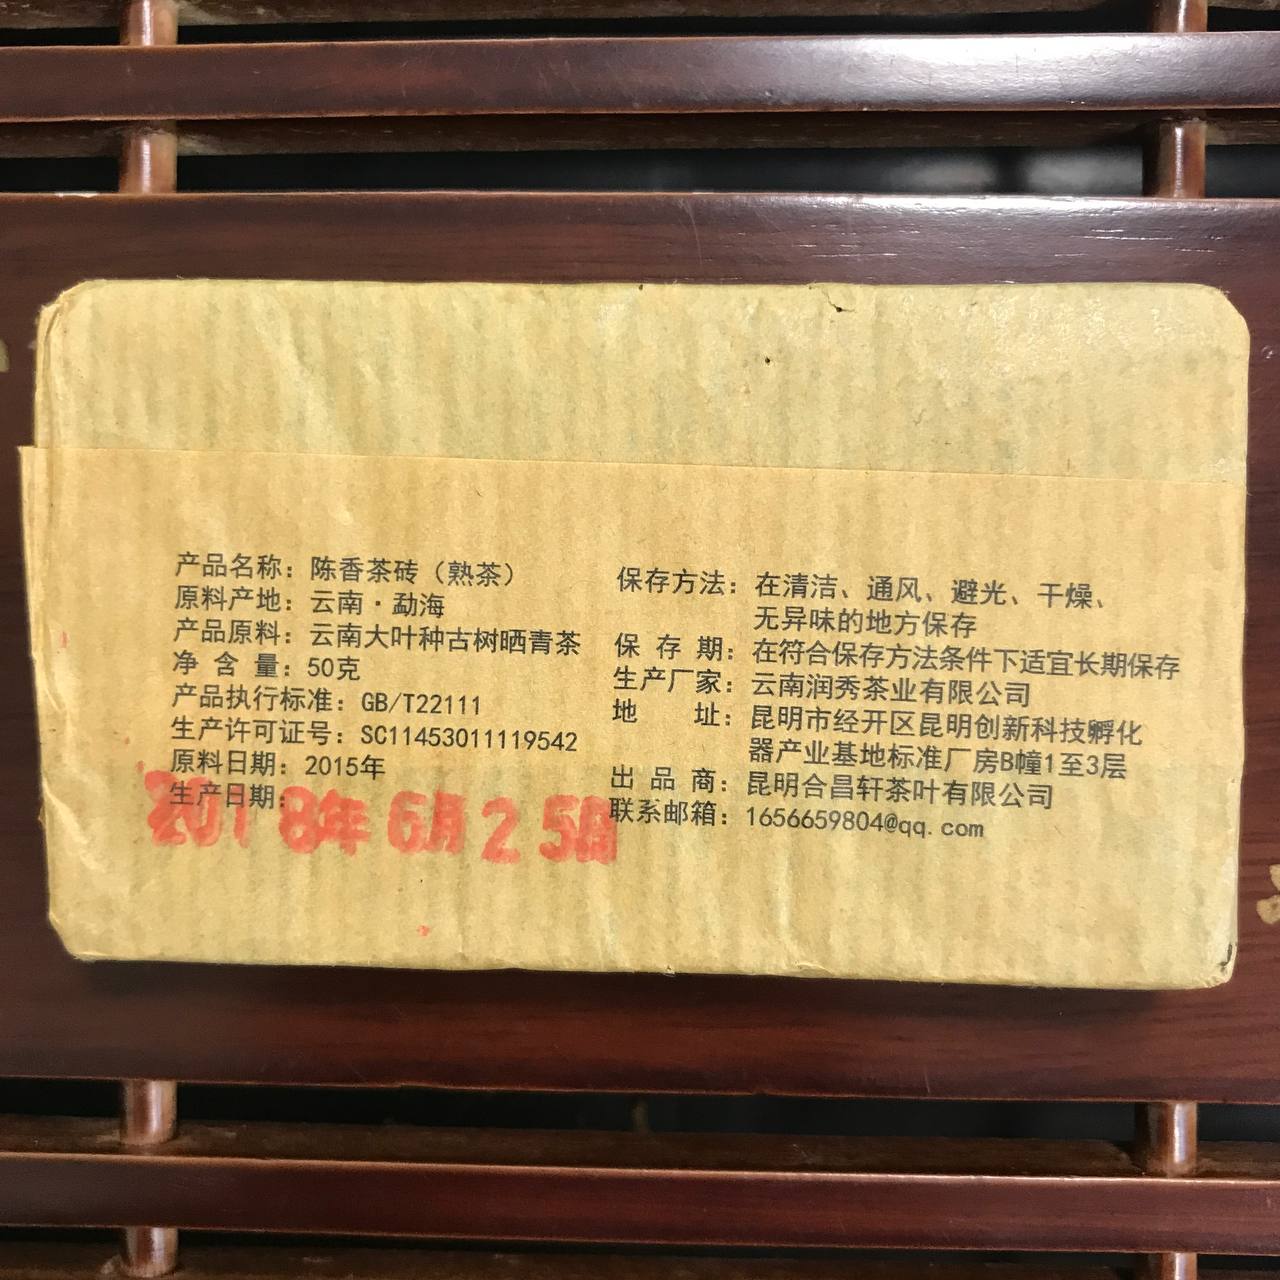 产品名称：陈香茶砖（熟茶）
原料产地：云南·勐海
产品原料：云南大叶种古树晒青茶
净 含 量：50克
产品执行标准：GB/T22111
生产许可证号：SC11453011119542
原料日期：2015年
生产日期：
2018年6月25日
保存方法：在清洁、通风、避光、干燥、
无异味的地方保存
保 存 期：在符合保存方法条件下适宜长期保存
生产厂家：云南润秀茶业有限公司
地　　址：昆明市经开区昆明创新科技孵化
器产业基地标准厂房B幢1至3层
出 品 商：昆明合昌轩茶叶有限公司
联系邮箱：1656659804@qq.com